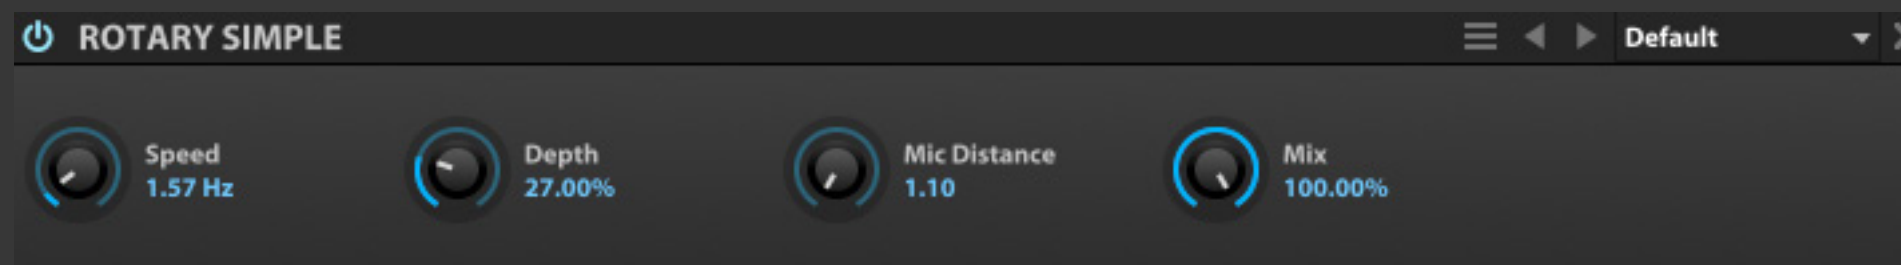 ROTARY SIMPLE
Default
Speed
1.57 Hz
Depth
27.00%
Mic Distance
1.10
Mix
100.00%